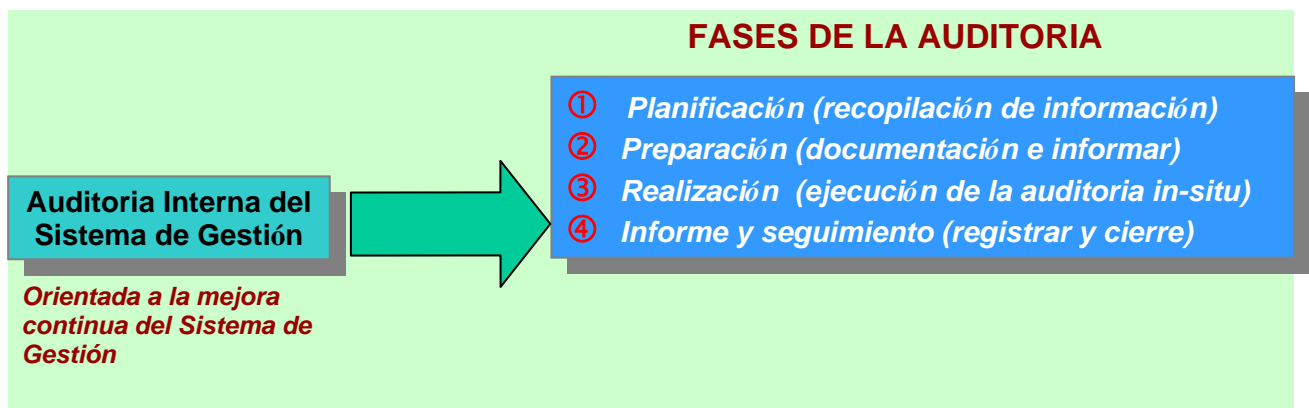 FASES DE LA AUDITORIA
① Planificación (recopilación de información)
② Preparación (documentación e informar)
③ Realización (ejecución de la auditoria in-situ)
④ Informe y seguimiento (registrar y cierre)
Auditoria Interna del
Sistema de Gestión
Orientada a la mejora
continua del Sistema de
Gestión